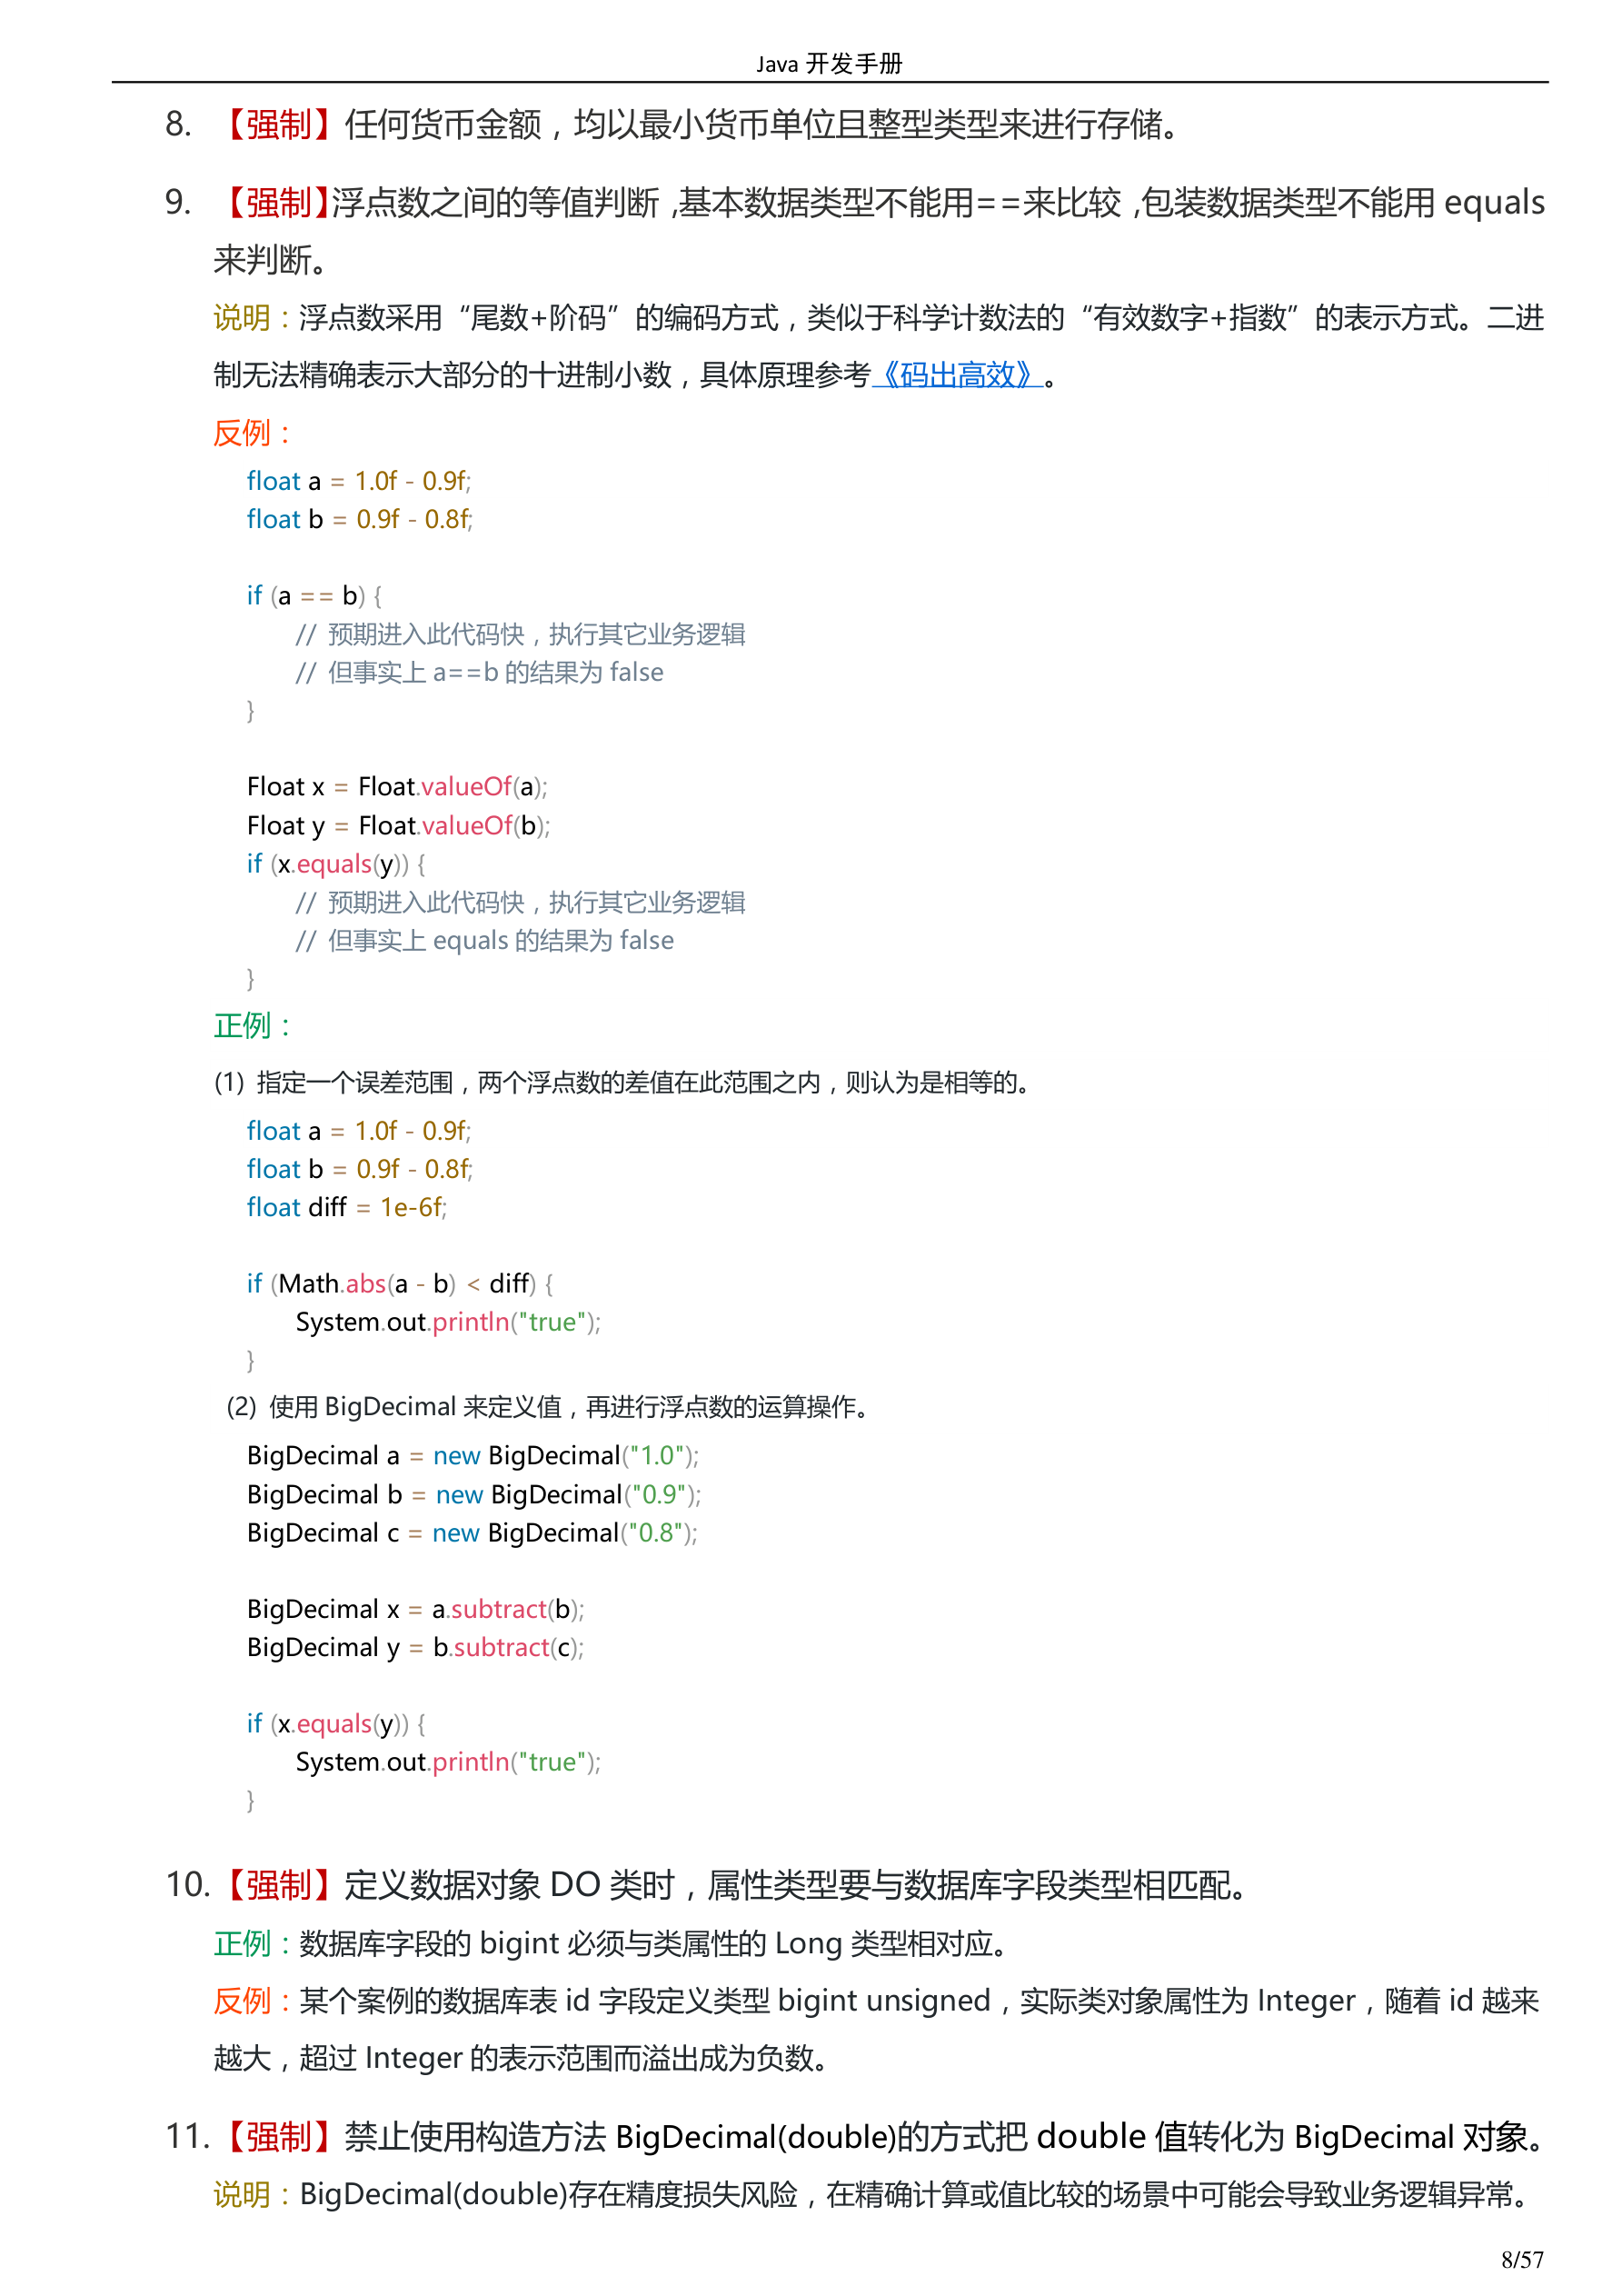 Java 开发手册
8. 【强制】任何货币金额，均以最小货币单位且整型类型来进行存储。
9. 【强制】浮点数之间的等值判断，基本数据类型不能用==来比较，包装数据类型不能用 equals
来判断。
说明：浮点数采用“尾数+阶码”的编码方式，类似于科学计数法的“有效数字+指数”的表示方式。二进
制无法精确表示大部分的十进制小数，具体原理参考《码出高效》。
反例：
float a = 1.0f - 0.9f;
float b = 0.9f - 0.8f;
if (a == b) {
// 预期进入此代码快，执行其它业务逻辑
// 但事实上 a==b 的结果为 false
}
Float x = Float.valueOf(a);
Float y = Float.valueOf(b);
if (x.equals(y)) {
// 预期进入此代码快，执行其它业务逻辑
// 但事实上 equals 的结果为 false
}
正例：
(1) 指定一个误差范围，两个浮点数的差值在此范围之内，则认为是相等的。
float a = 1.0f - 0.9f;
float b = 0.9f - 0.8f;
float diff = 1e-6f;
if (Math.abs(a - b) < diff) {
System.out.println("true");
}
(2) 使用 BigDecimal 来定义值，再进行浮点数的运算操作。
BigDecimal a = new BigDecimal("1.0");
BigDecimal b = new BigDecimal("0.9");
BigDecimal c = new BigDecimal("0.8");
BigDecimal x = a.subtract(b);
BigDecimal y = b.subtract(c);
if (x.equals(y)) {
System.out.println("true");
}
10. 【强制】定义数据对象 DO 类时，属性类型要与数据库字段类型相匹配。
正例：数据库字段的 bigint 必须与类属性的 Long 类型相对应。
反例：某个案例的数据库表 id 字段定义类型 bigint unsigned，实际类对象属性为 Integer，随着 id 越来
越大，超过 Integer 的表示范围而溢出成为负数。
11. 【强制】禁止使用构造方法 BigDecimal(double)的方式把 double 值转化为 BigDecimal 对象。
说明：BigDecimal(double)存在精度损失风险，在精确计算或值比较的场景中可能会导致业务逻辑异常。
8/57